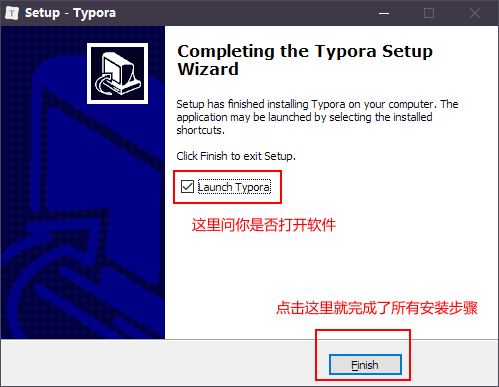 Setup - Typora
Completing the Typora Setup
Wizard
Setup has finished installing Typora on your computer. The
application may be launched by selecting the installed
shortcuts.
Click Finish to exit Setup.
Launch Typora
这里问你是否打开软件
点击这里就完成了所有安装步骤
Finish